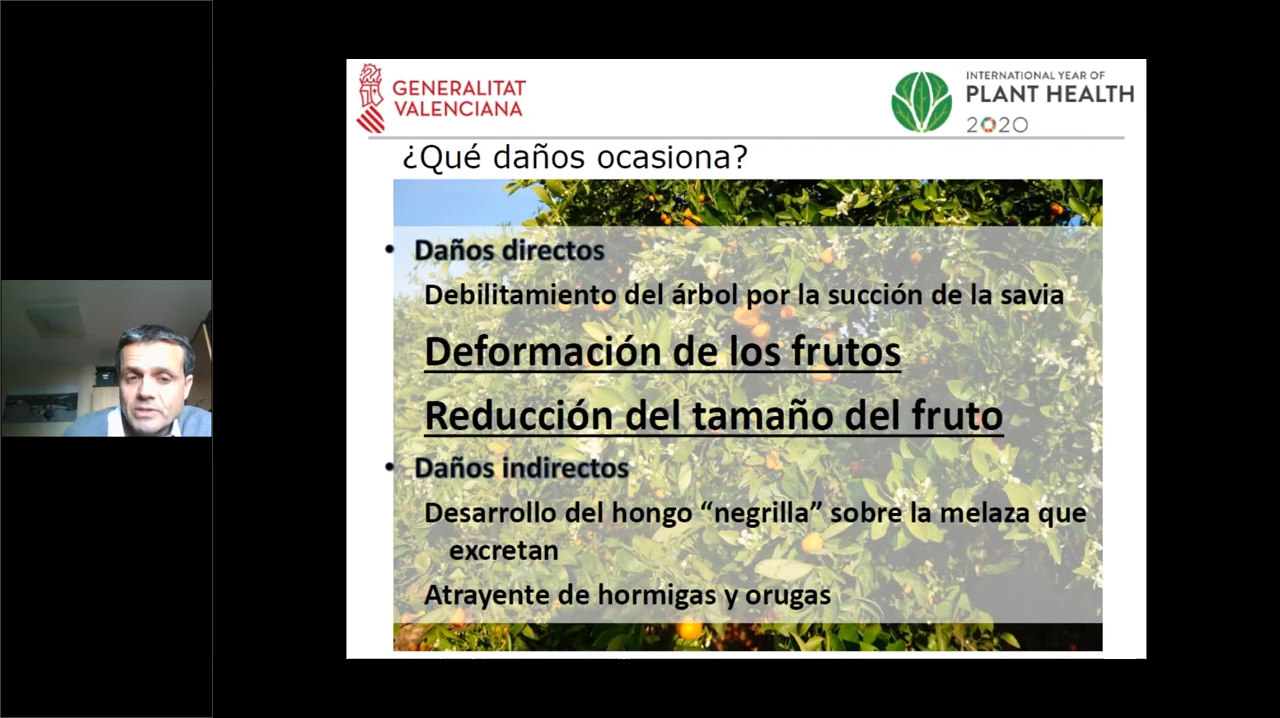 GENERALITAT
VALENCIANA
INTERNATIONAL YEAR OF
PLANT HEALTH
2020
¿Qué daños ocasiona?
• Daños directos
Debilitamiento del árbol por la succión de la savia
Deformación de los frutos
Reducción del tamaño del fruto
• Daños indirectos
Desarrollo del hongo “negrilla” sobre la melaza que
excretan
Atrayente de hormigas y orugas